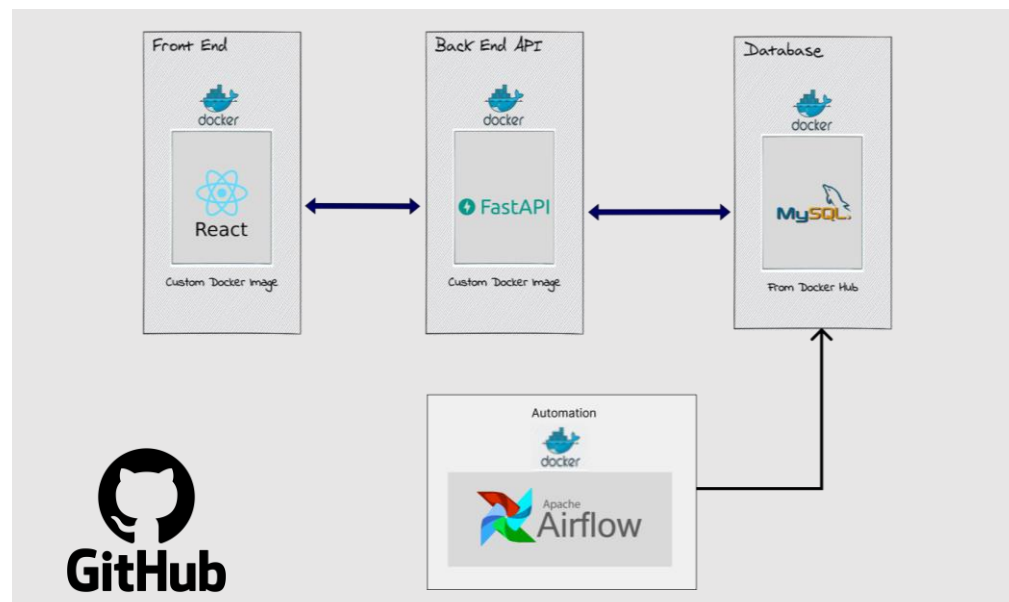 Front End
docker
React
Custom Docker Image
Back End API
docker
FastAPI
Custom Docker Image
Database
docker
MySQL
From Docker Hub
Automation
docker
Apache
Airflow
GitHub